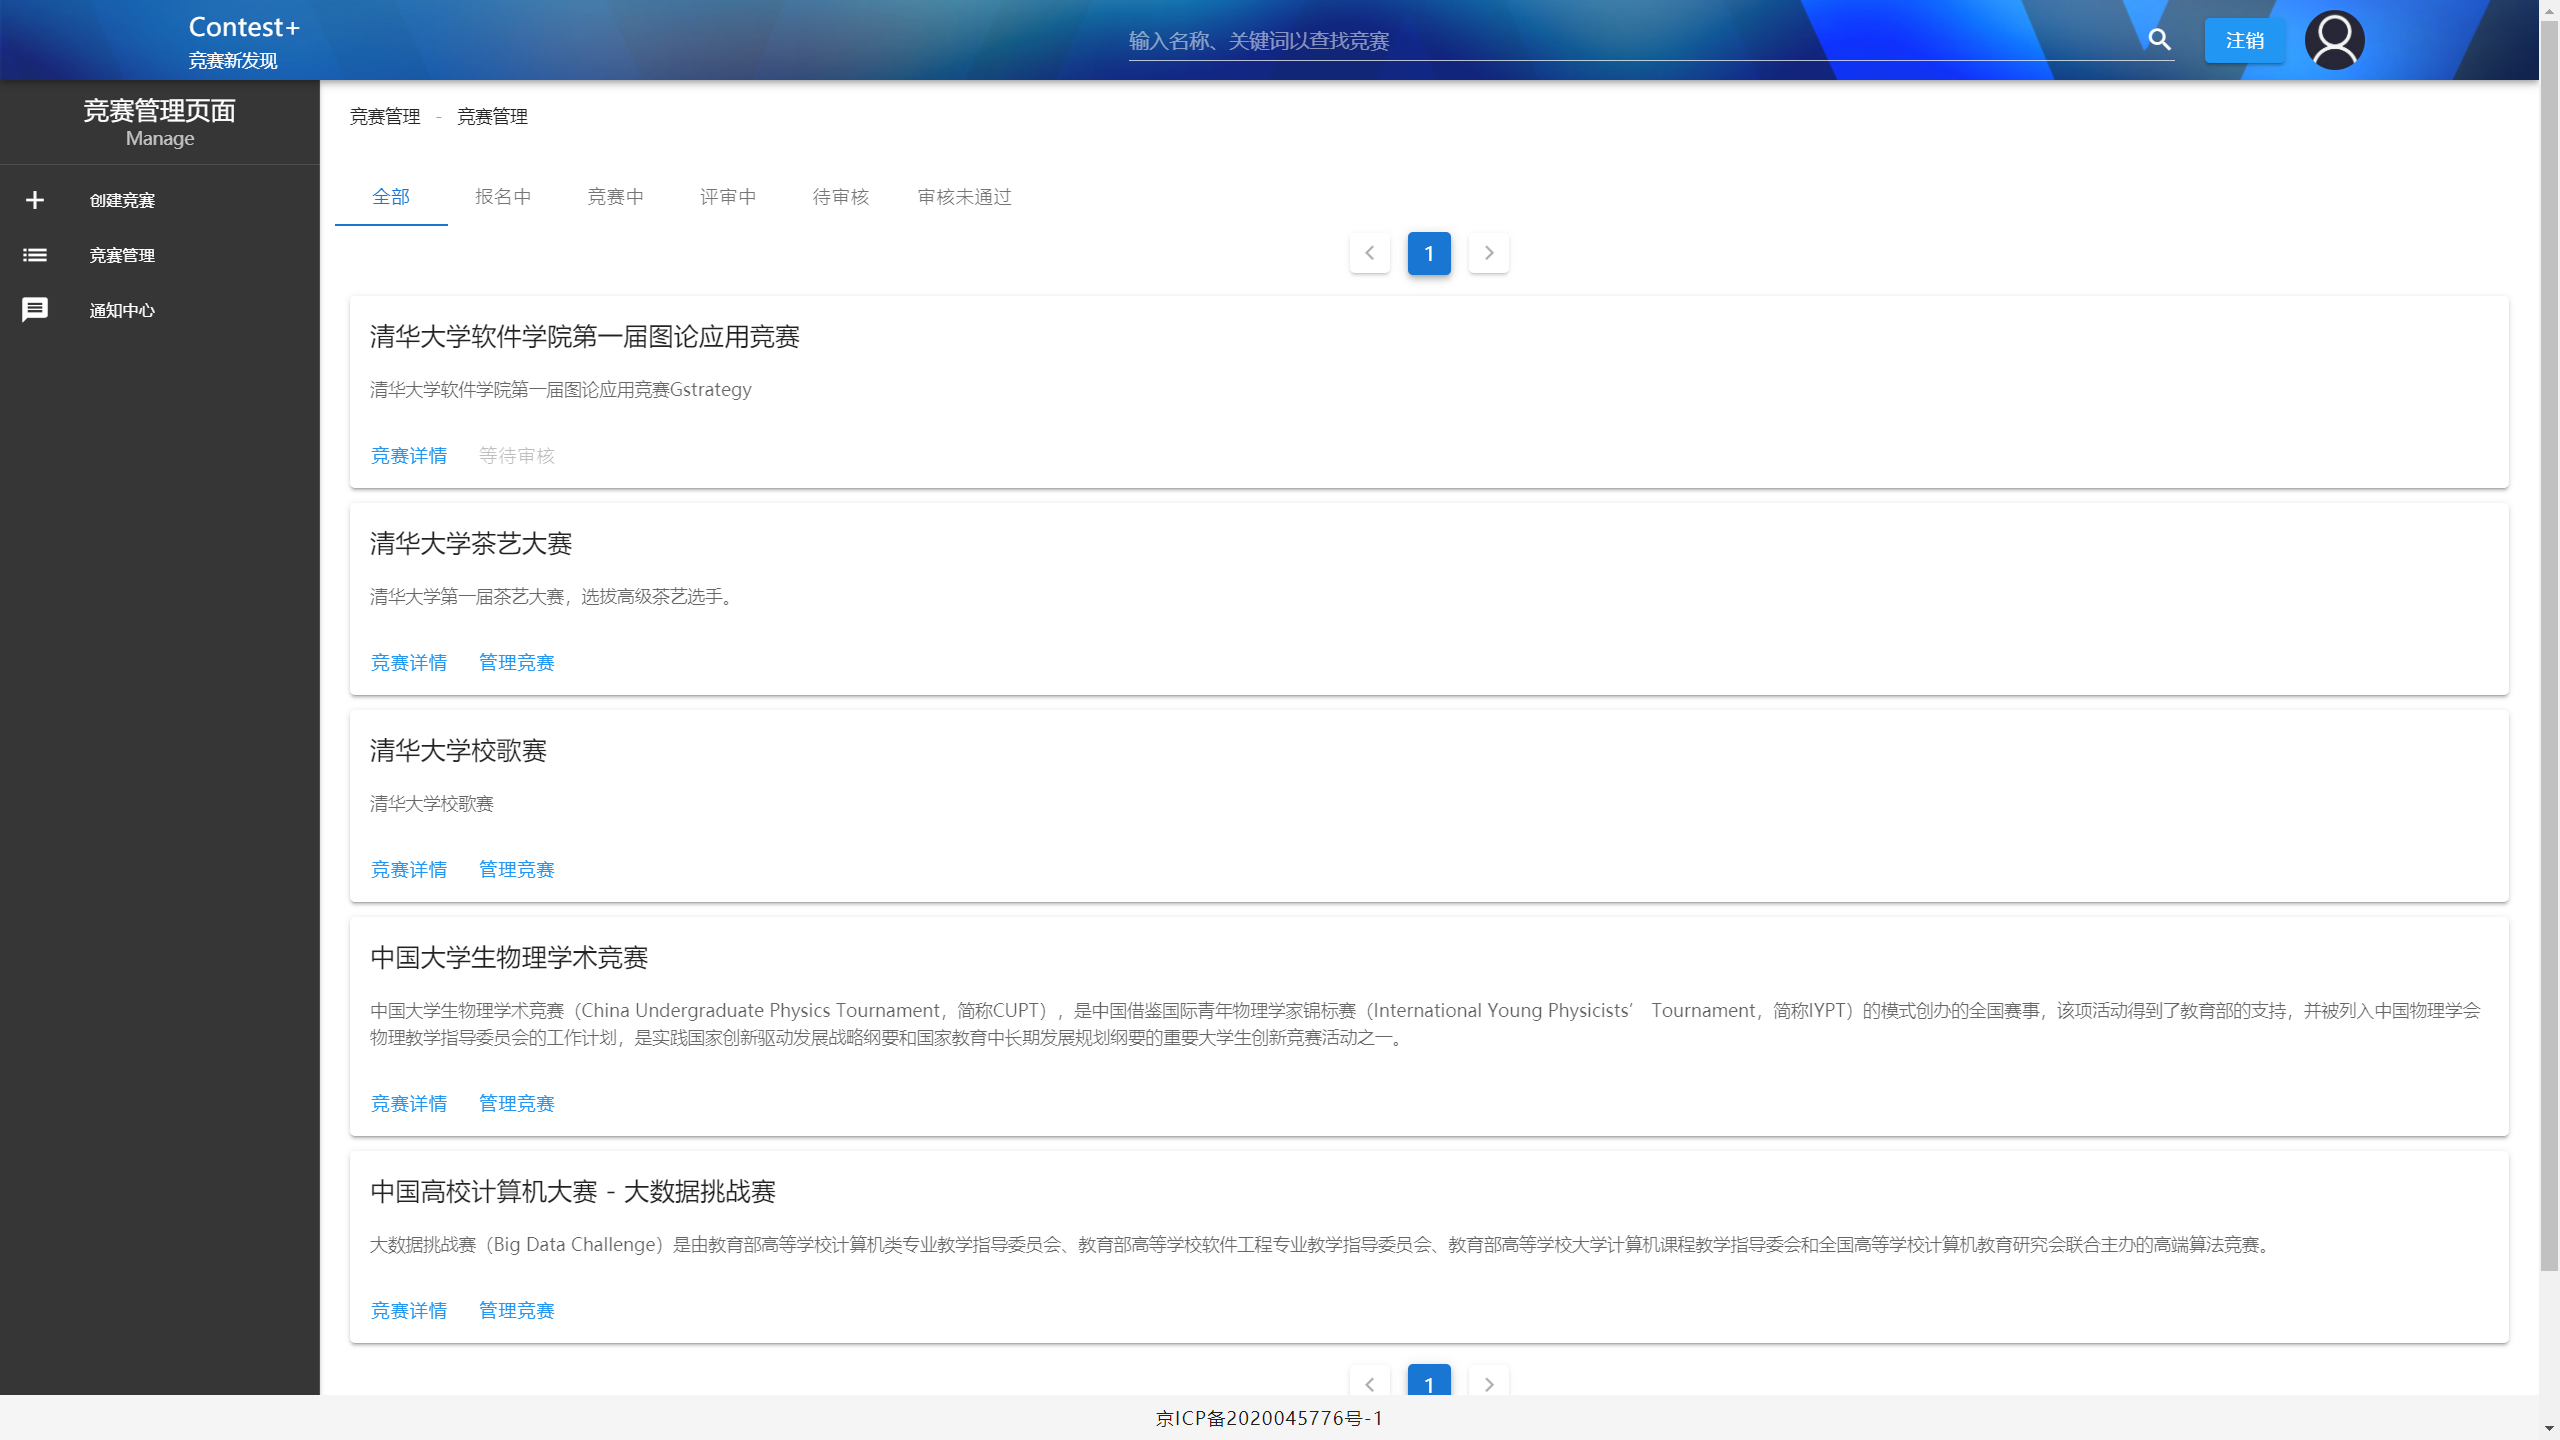 Contest+
竞赛新发现
输入名称、关键词以查找竞赛
注销
竞赛管理页面
Manage
创建竞赛
竞赛管理
通知中心
竞赛管理 - 竞赛管理
全部 报名中 竞赛中 评审中 待审核 审核未通过
1
清华大学软件学院第一届图论应用竞赛
清华大学软件学院第一届图论应用竞赛Gstrategy
竞赛详情 等待审核
清华大学茶艺大赛
清华大学第一届茶艺大赛，选拔高级茶艺选手。
竞赛详情 管理竞赛
清华大学校歌赛
清华大学校歌赛
竞赛详情 管理竞赛
中国大学生物理学术竞赛
中国大学生物理学术竞赛（China Undergraduate Physics Tournament，简称CUPT），是中国借鉴国际青年物理学家锦标赛（International Young Physicists’ Tournament，简称IYPT）的模式创办的全国赛事，该项活动得到了教育部的支持，并被列入中国物理学会
物理教学指导委员会的工作计划，是实践国家创新驱动发展战略纲要和国家教育中长期发展规划纲要的重要大学生创新竞赛活动之一。
竞赛详情 管理竞赛
中国高校计算机大赛 - 大数据挑战赛
大数据挑战赛（Big Data Challenge）是由教育部高等学校计算机类专业教学指导委员会、教育部高等学校软件工程专业教学指导委员会、教育部高等学校大学计算机课程教学指导委会和全国高等学校计算机教育研究会联合主办的高端算法竞赛。
竞赛详情 管理竞赛
1
京ICP备2020045776号-1